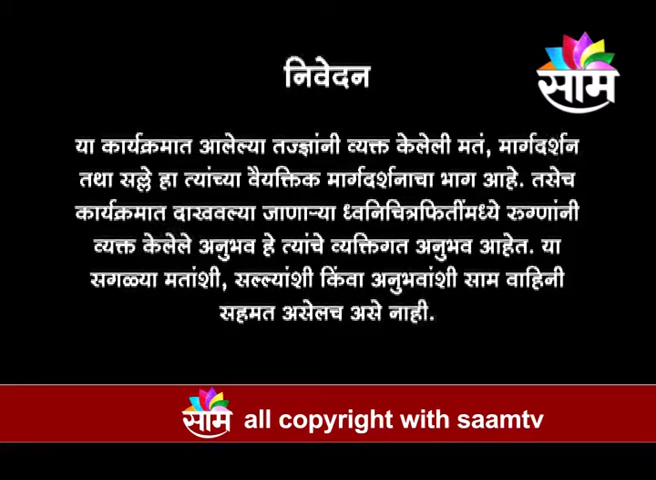 निवेदन
साम
या कार्यक्रमात आलेल्या तज्ज्ञांनी व्यक्त केलेली मतं, मार्गदर्शन
तथा सल्ले हा त्यांच्या वैयक्तिक मार्गदर्शनाचा भाग आहे. तसेच
कार्यक्रमात दाखवल्या जाणाऱ्या ध्वनिचित्रफितींमध्ये रुग्णांनी
व्यक्त केलेले अनुभव हे त्यांचे व्यक्तिगत अनुभव आहेत. या
सगळ्या मतांशी, सल्ल्यांशी किंवा अनुभवांशी साम वाहिनी
सहमत असेलच असे नाही.
साम all copyright with saamtv